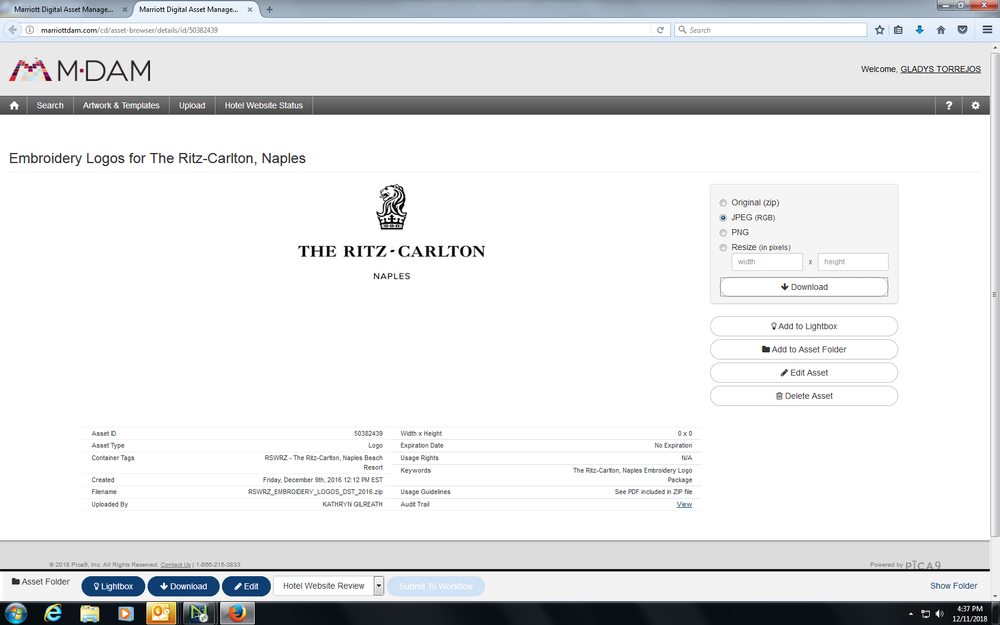 Marriott Digital Asset Manage...
Marriott Digital Asset Manage...
marriottdam.com/cd/asset-browser/details/id/50382439
Search
M·DAM
Welcome, GLADYS TORREJOS
Search
Artwork & Templates
Upload
Hotel Website Status
?
Embroidery Logos for The Ritz-Carlton, Naples
THE RITZ-CARLTON
NAPLES
Original (zip)
JPEG (RGB)
PNG
Resize (in pixels)
width x height
Download
Add to Lightbox
Add to Asset Folder
Edit Asset
Delete Asset
Asset ID 50382439
Asset Type Logo
Container Tags RSWRZ - The Ritz-Carlton, Naples Beach
Resort
Created Friday, December 9th, 2016 12:12 PM EST
Filename RSWRZ_EMBROIDERY_LOGOS_DST_2016.zip
Uploaded By KATHRYN GILREATH
Width x Height 0 x 0
Expiration Date No Expiration
Usage Rights N/A
Keywords The Ritz-Carlton, Naples Embroidery Logo
Package
Usage Guidelines See PDF included in ZIP file
Audit Trail View
© 2018 Pica9, Inc. All Rights Reserved. Contact Us | 1-866-215-3833
Powered by PICA9
Asset Folder
Lightbox
Download
Edit
Hotel Website Review
Submit To Workflow
Show Folder
4:37 PM
12/11/2018